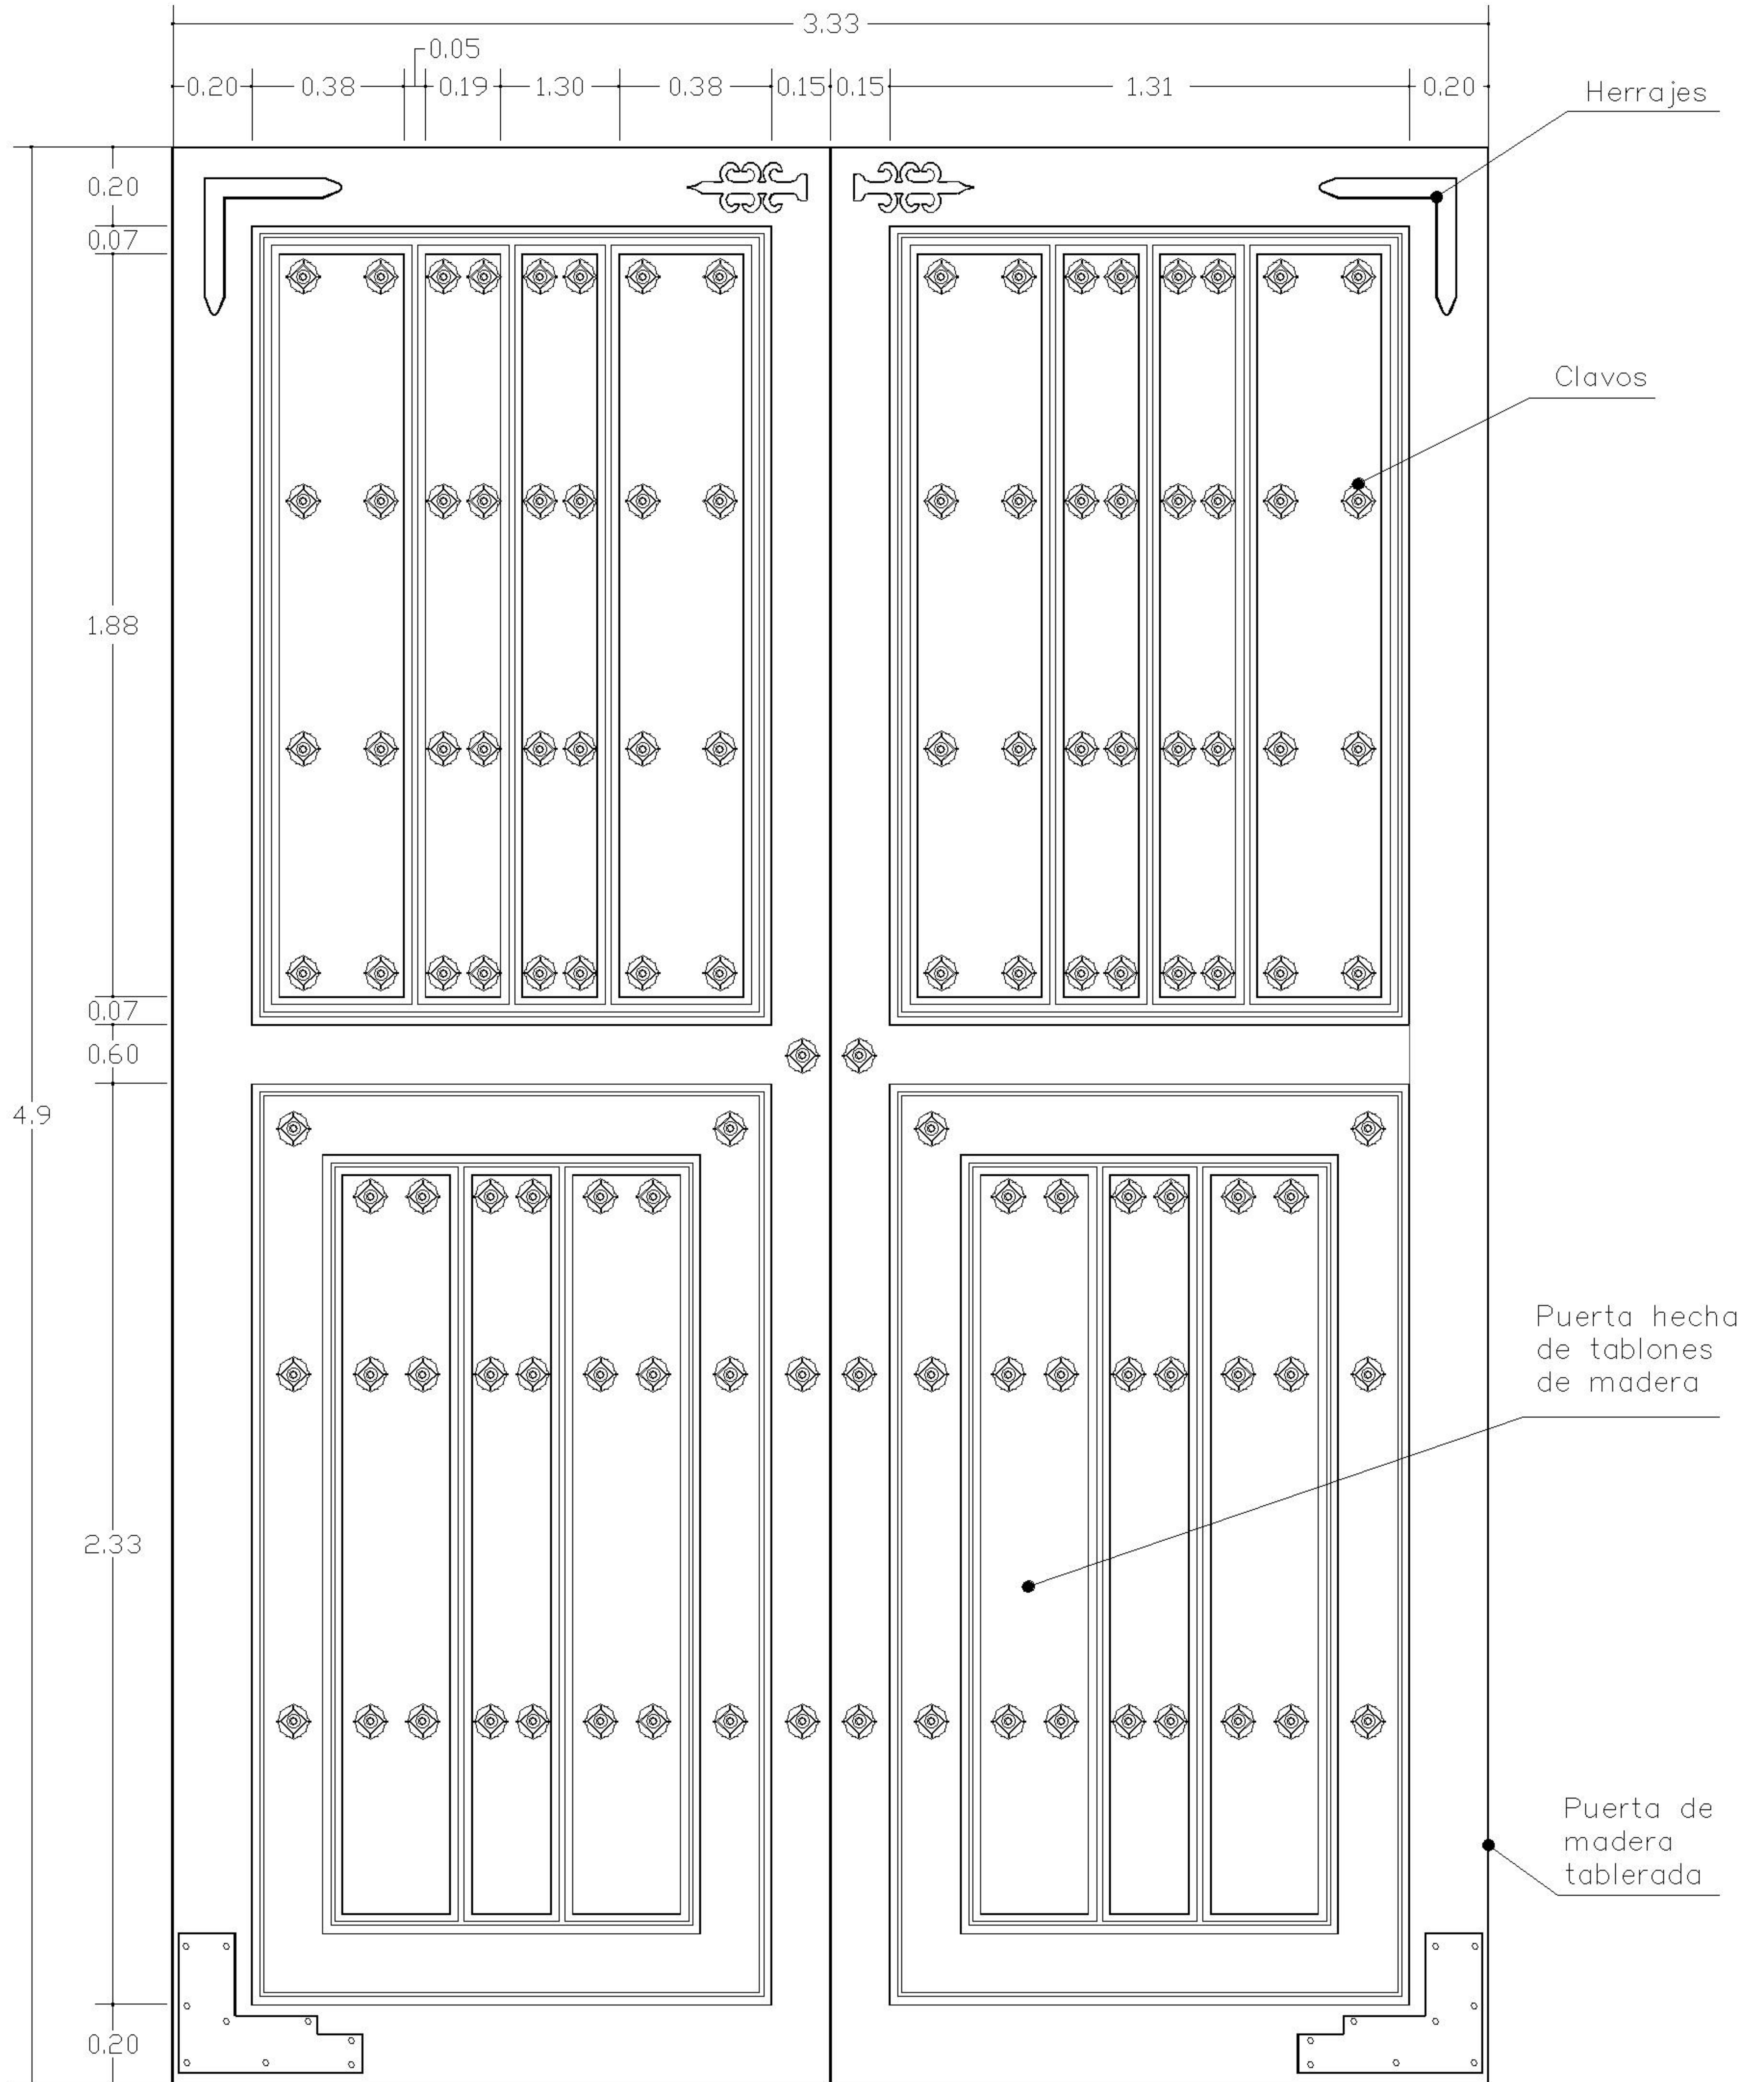 3.33
0.05
0.20 0.38 0.19 1.30 0.38 0.15 0.15 1.31 0.20
Herrajes
0.20
0.07
Clavos
1.88
0.07
0.60
4.9
Puerta hecha
de tablones
de madera
2.33
Puerta de
madera
tablerada
0.20